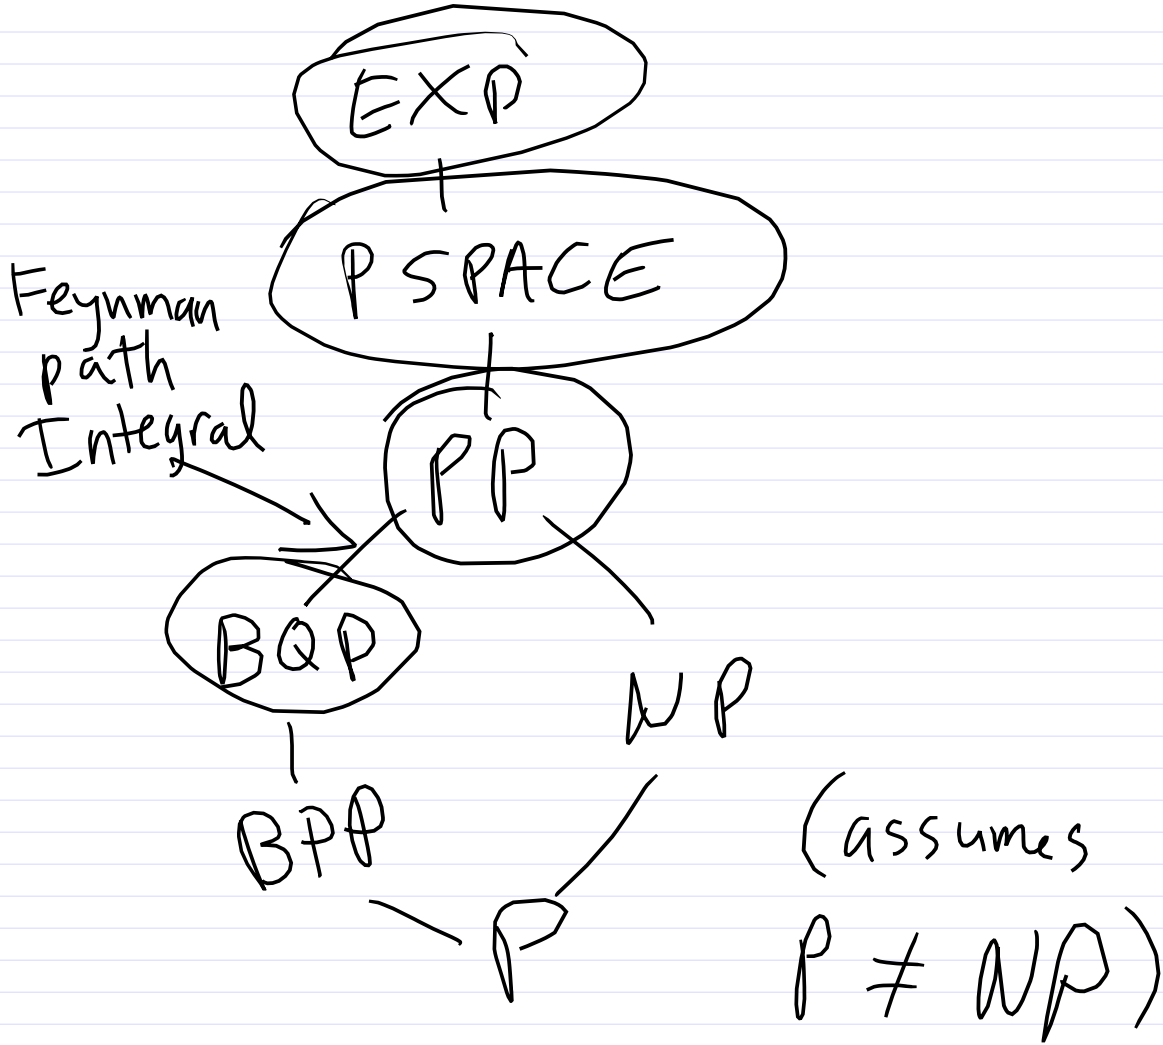 EXP
PSPACE
Feynman
path
Integral
PP
BQP
NP
BPP
P
(assumes
P ≠ NP)